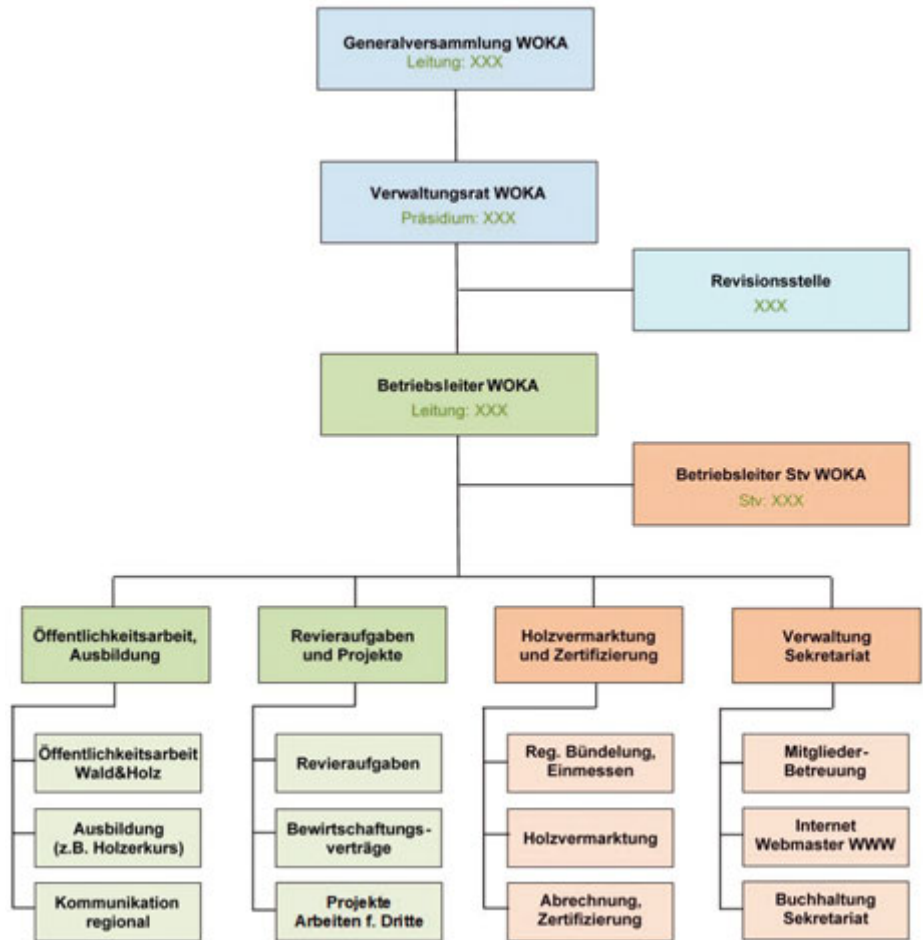 Generalversammlung WOKA
Leitung: XXX
Verwaltungsrat WOKA
Präsidium: XXX
Revisionsstelle
XXX
Betriebsleiter WOKA
Leitung: XXX
Betriebsleiter Stv WOKA
Stv: XXX
Öffentlichkeitsarbeit,
Ausbildung
Öffentlichkeitsarbeit
Wald&Holz
Ausbildung
(z.B. Holzerkurs)
Kommunikation
regional
Revieraufgaben
und Projekte
Revieraufgaben
Bewirtschaftungs-
verträge
Projekte
Arbeiten f. Dritte
Holzvermarktung
und Zertifizierung
Reg. Bündelung,
Einmessen
Holzvermarktung
Abrechnung,
Zertifizierung
Verwaltung
Sekretariat
Mitglieder-
Betreuung
Internet
Webmaster WWW
Buchhaltung
Sekretariat